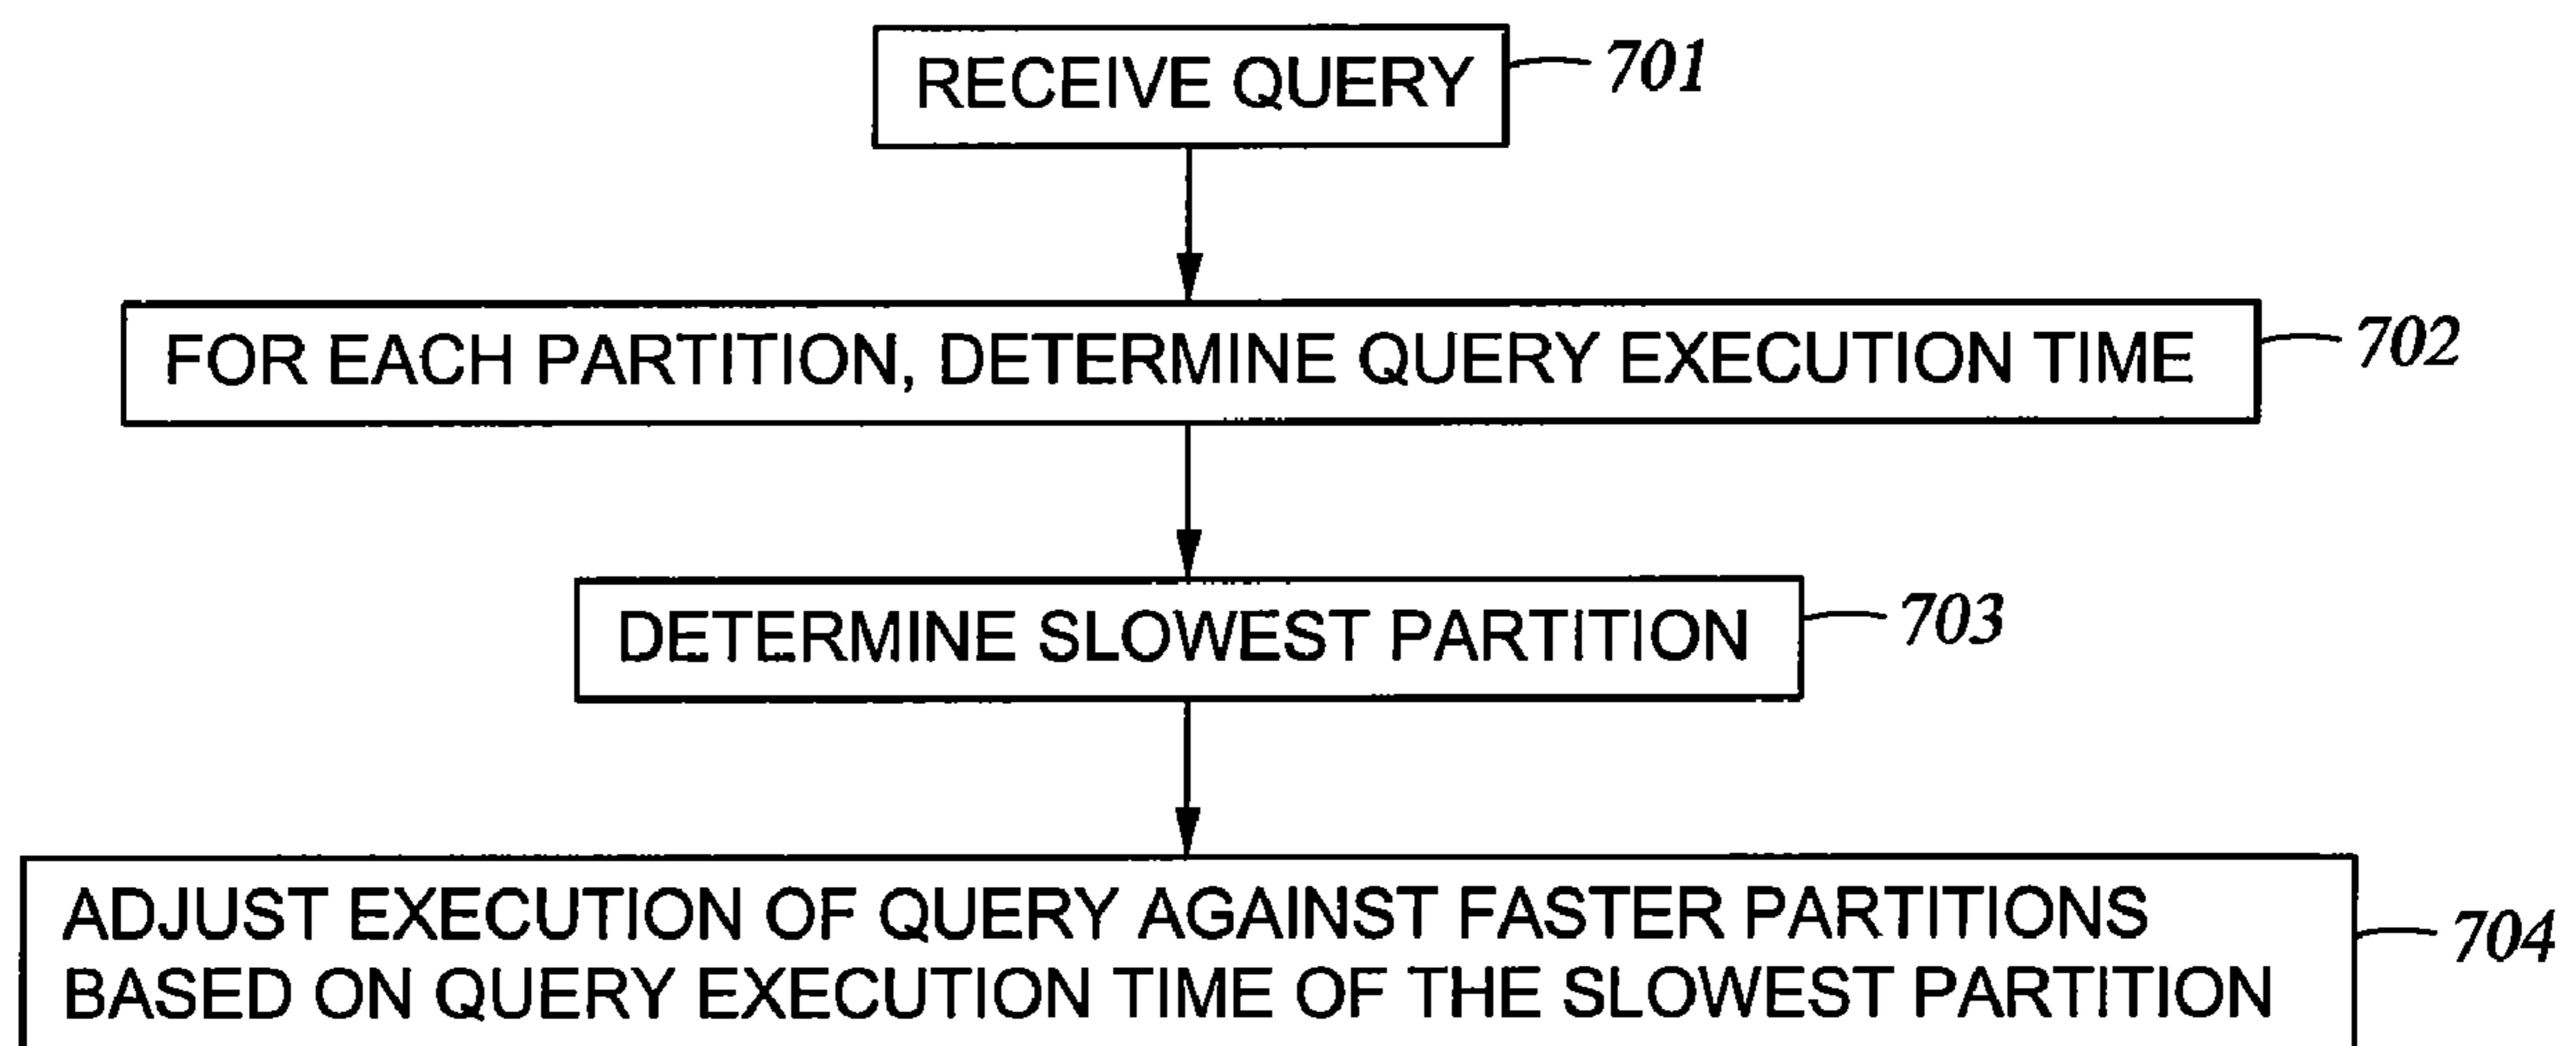 RECEIVE QUERY 701
FOR EACH PARTITION, DETERMINE QUERY EXECUTION TIME 702
DETERMINE SLOWEST PARTITION 703
ADJUST EXECUTION OF QUERY AGAINST FASTER PARTITIONS
BASED ON QUERY EXECUTION TIME OF THE SLOWEST PARTITION
704